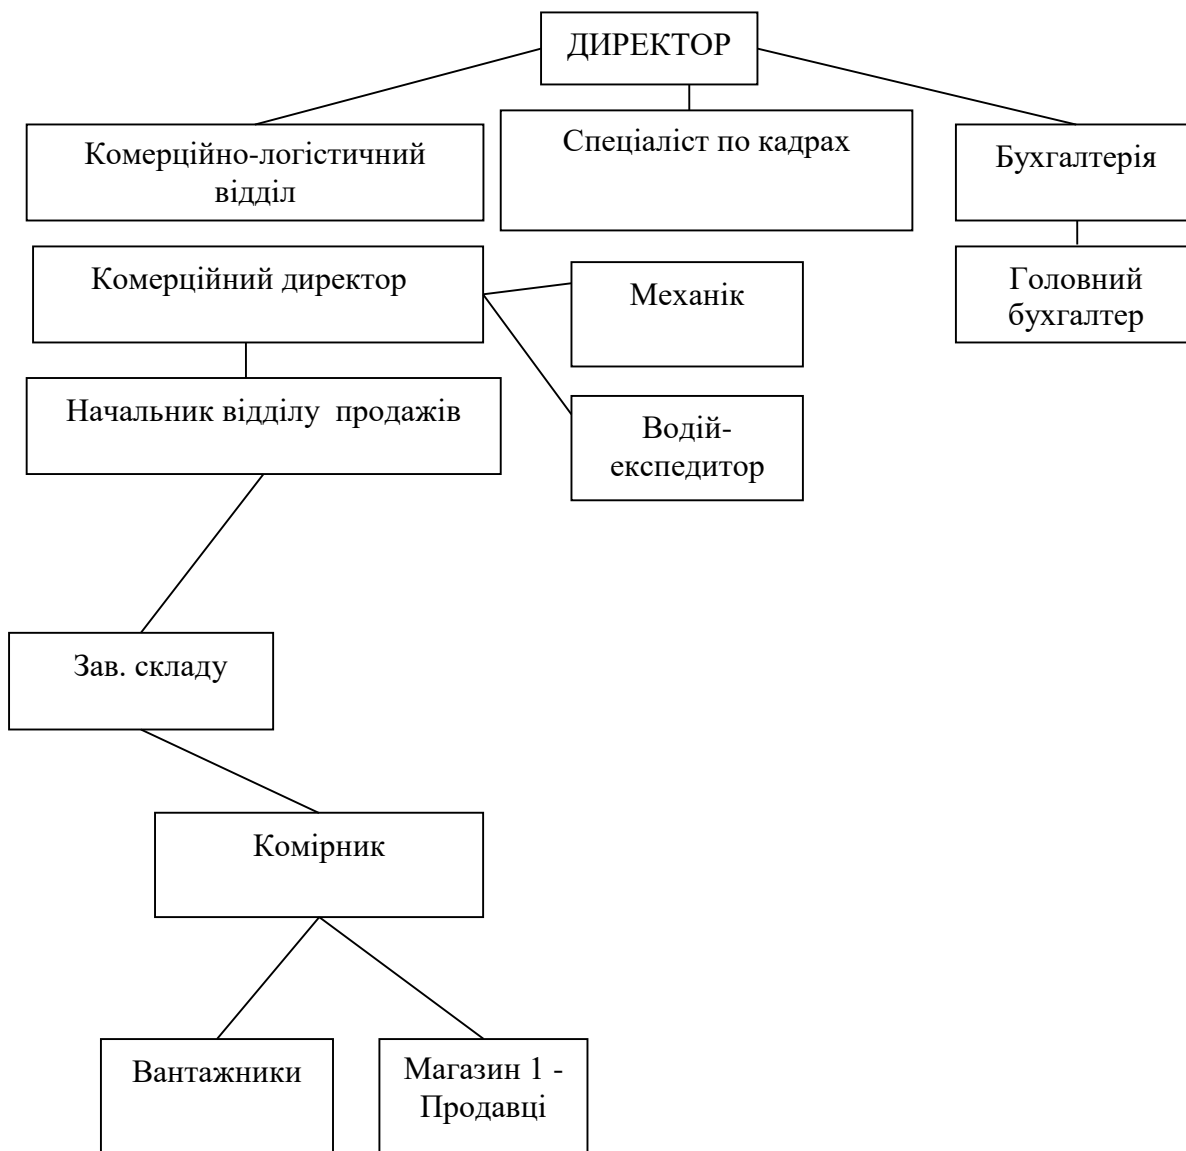 ДИРЕКТОР
Комерційно-логістичний
відділ
Спеціаліст по кадрах
Бухгалтерія
Комерційний директор
Механік
Головний
бухгалтер
Начальник відділу  продажів
Водій-
експедитор
Зав. складу
Комірник
Вантажники
Магазин 1 -
Продавці